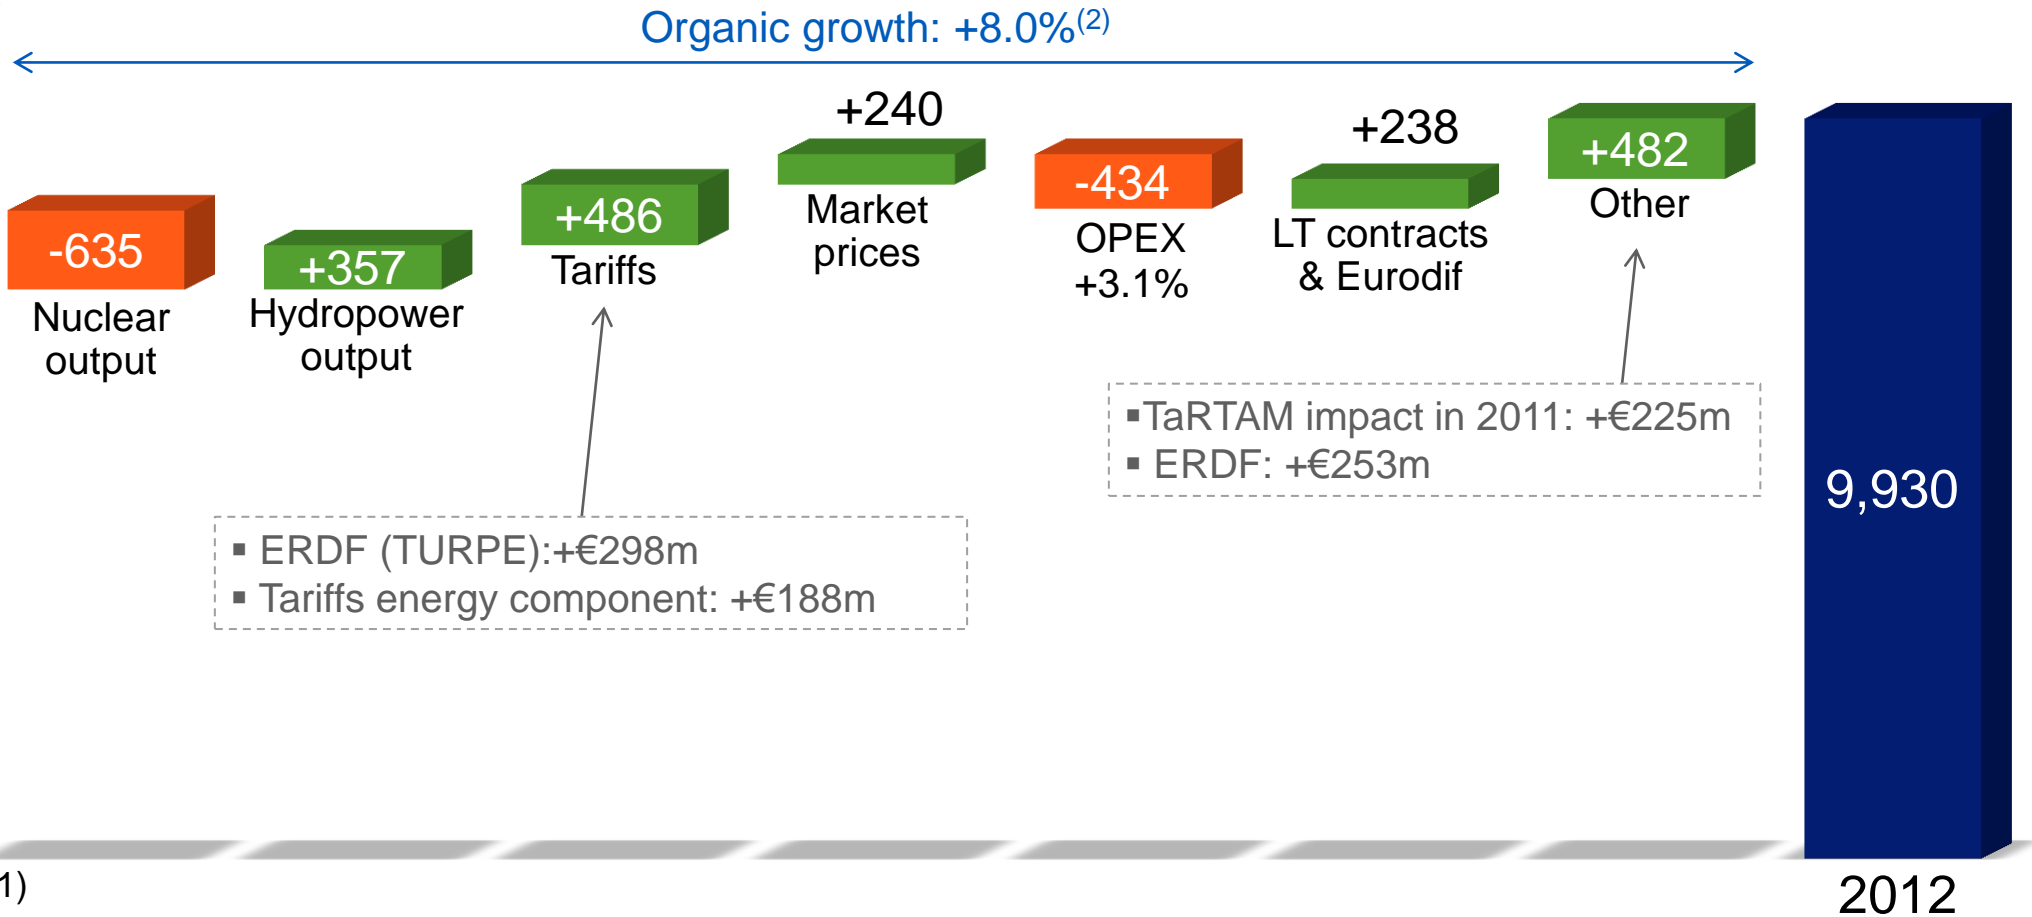 Organic growth: +8.0%(2)
-635
Nuclear
output
+357
Hydropower
output
+486
Tariffs
+240
Market
prices
-434
OPEX
+3.1%
+238
LT contracts
& Eurodif
+482
Other
▪TaRTAM impact in 2011: +€225m
▪ ERDF: +€253m
▪ ERDF (TURPE):+€298m
▪ Tariffs energy component: +€188m
9,930
1)
2012